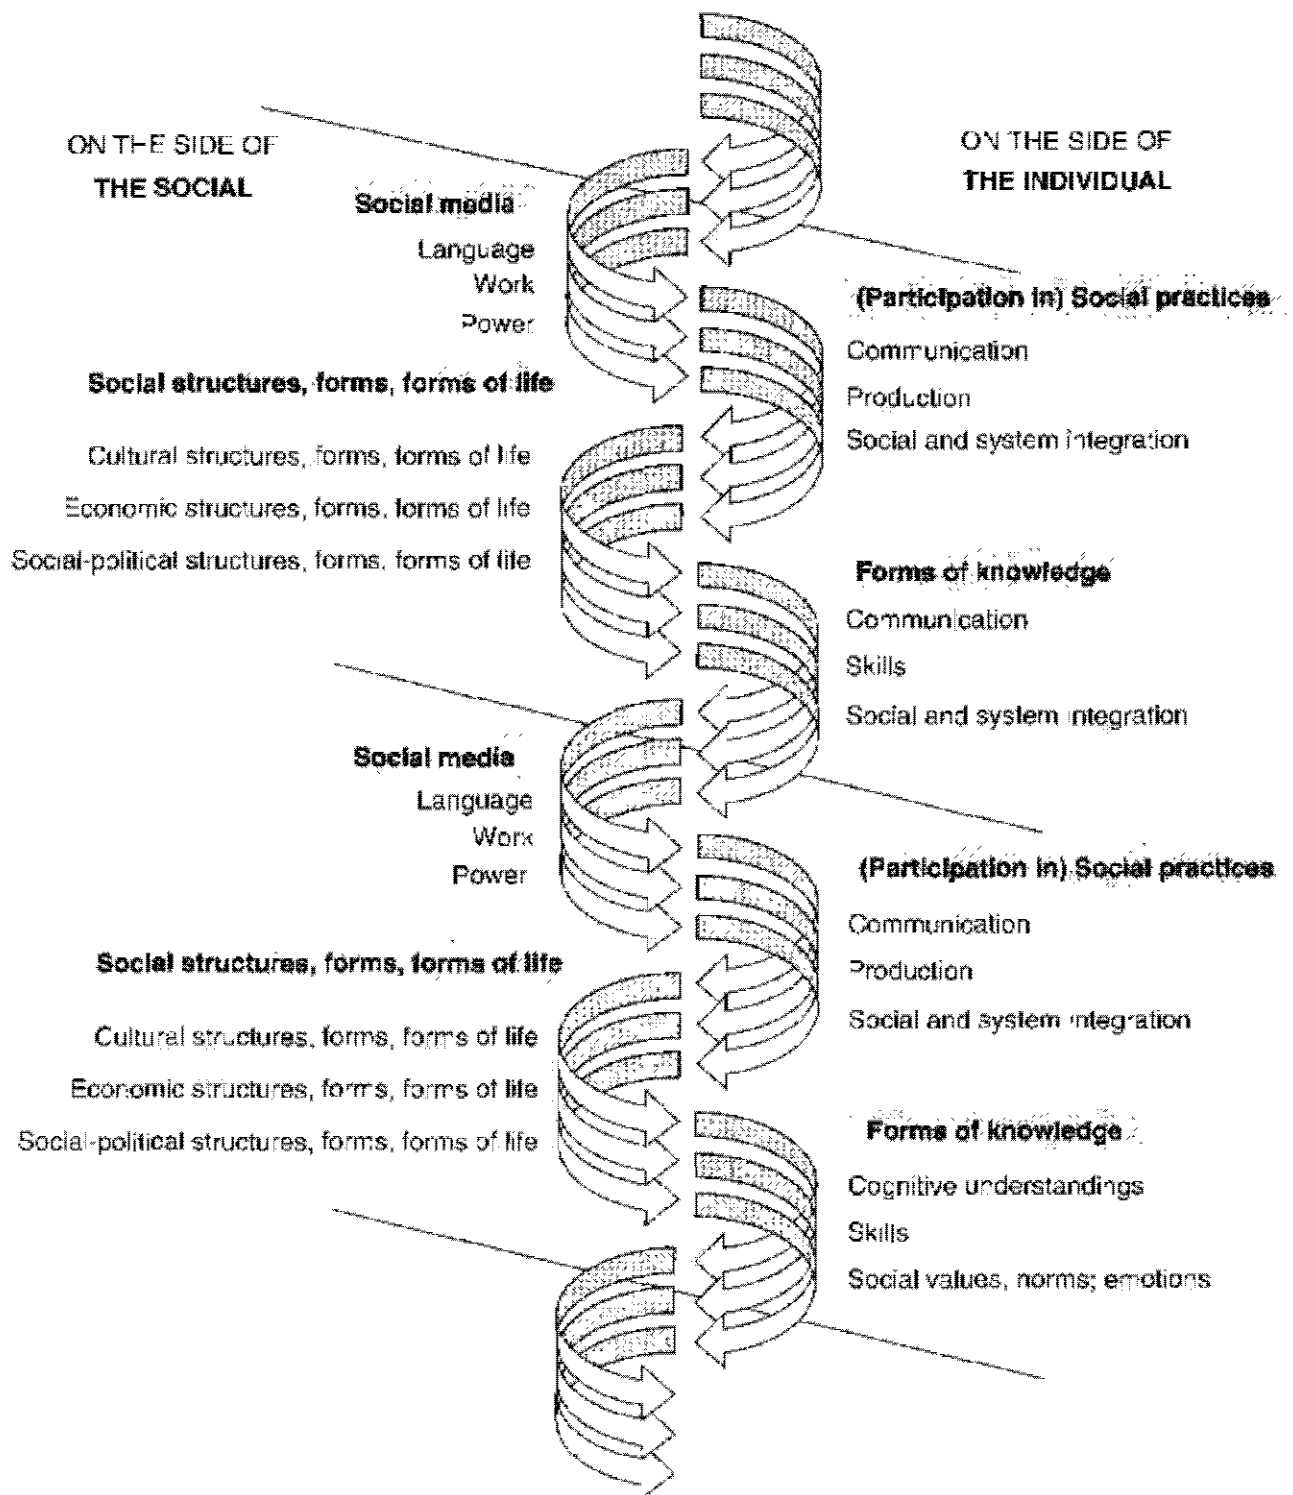 ON THE SIDE OF
THE SOCIAL
ON THE SIDE OF
THE INDIVIDUAL
Social media
Language
Work
Power
(Participation in) Social practices
Communication
Production
Social and system integration
Social structures, forms, forms of life
Cultural structures, forms, forms of life
Economic structures, forms, forms of life
Social-political structures, forms, forms of life
Forms of knowledge
Communication
Skills
Social and system integration
Social media
Language
Work
Power
(Participation in) Social practices
Communication
Production
Social and system integration
Social structures, forms, forms of life
Cultural structures, forms, forms of life
Economic structures, forms, forms of life
Social-political structures, forms, forms of life
Forms of knowledge
Cognitive understandings
Skills
Social values, norms; emotions